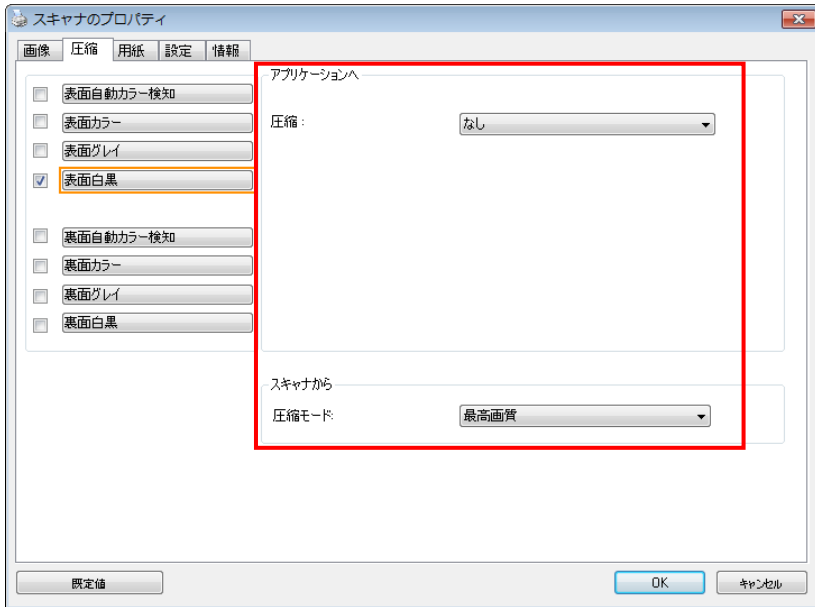 スキャナのプロパティ
画像 圧縮 用紙 設定 情報
アプリケーションへ
表面自動カラー検知
表面カラー
圧縮: なし
表面グレイ
表面白黒
裏面自動カラー検知
裏面カラー
裏面グレイ
裏面白黒
スキャナから
圧縮モード: 最高画質
既定値 OK キャンセル